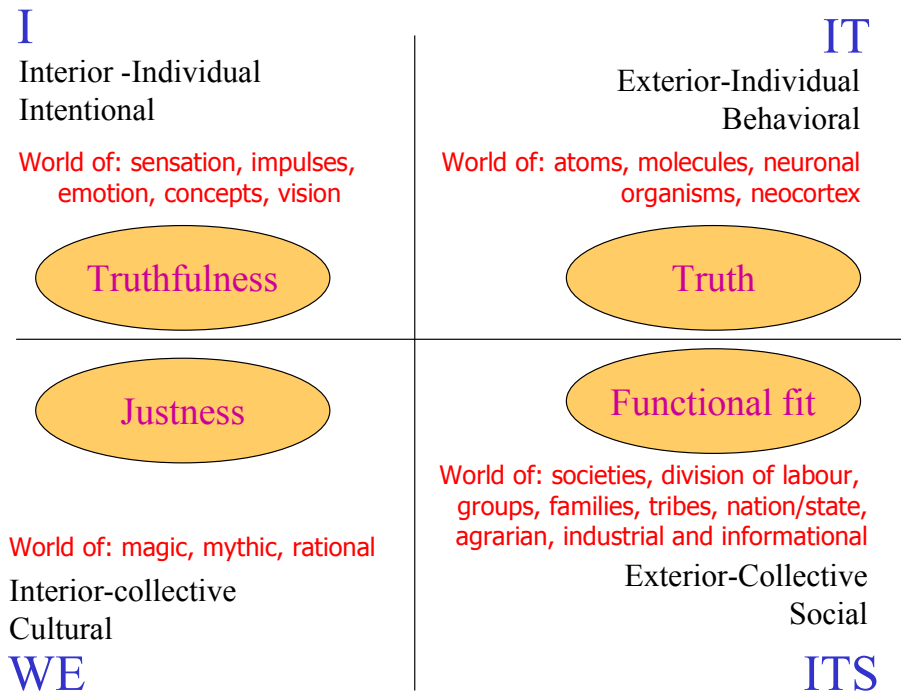 I
Interior -Individual
Intentional
World of: sensation, impulses,
emotion, concepts, vision
Truthfulness
IT
Exterior-Individual
Behavioral
World of: atoms, molecules, neuronal
organisms, neocortex
Truth
Justness
World of: magic, mythic, rational
Interior-collective
Cultural
WE
Functional fit
World of: societies, division of labour,
groups, families, tribes, nation/state,
agrarian, industrial and informational
Exterior-Collective
Social
ITS